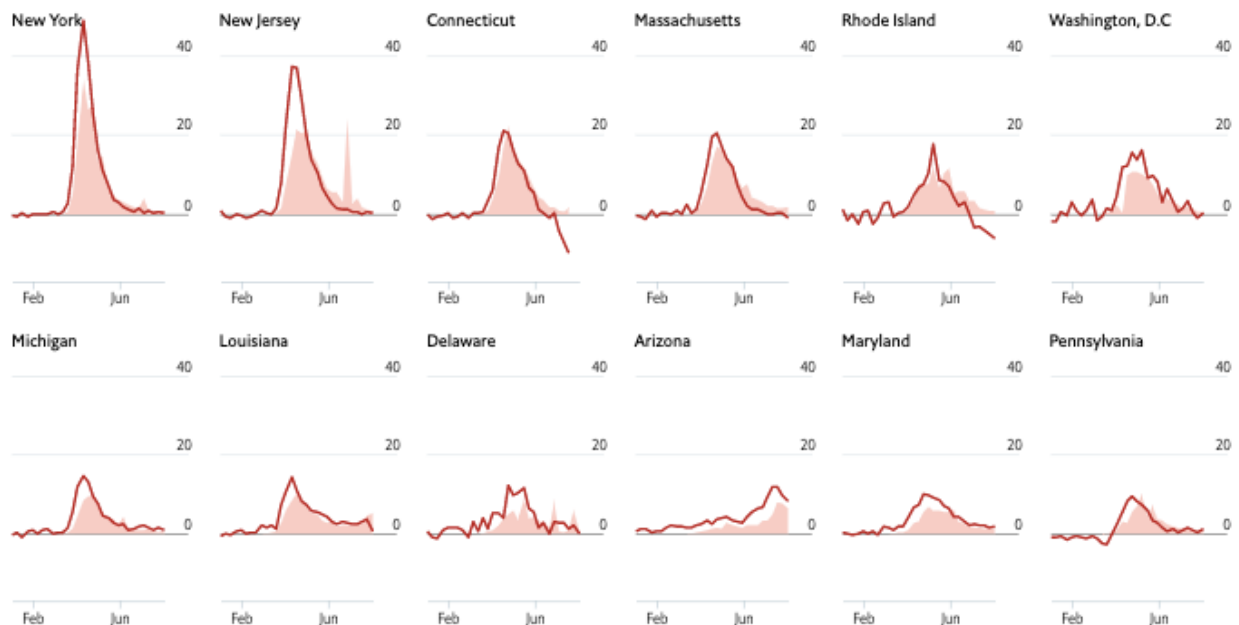 New York New Jersey Connecticut Massachusetts Rhode Island Washington, D.C
40 40 40 40 40 40
20 20 20 20 20 20
0 0 0 0 0 0
Feb Jun Feb Jun Feb Jun Feb Jun Feb Jun Feb Jun
Michigan Louisiana Delaware Arizona Maryland Pennsylvania
40 40 40 40 40 40
20 20 20 20 20 20
0 0 0 0 0 0
Feb Jun Feb Jun Feb Jun Feb Jun Feb Jun Feb Jun